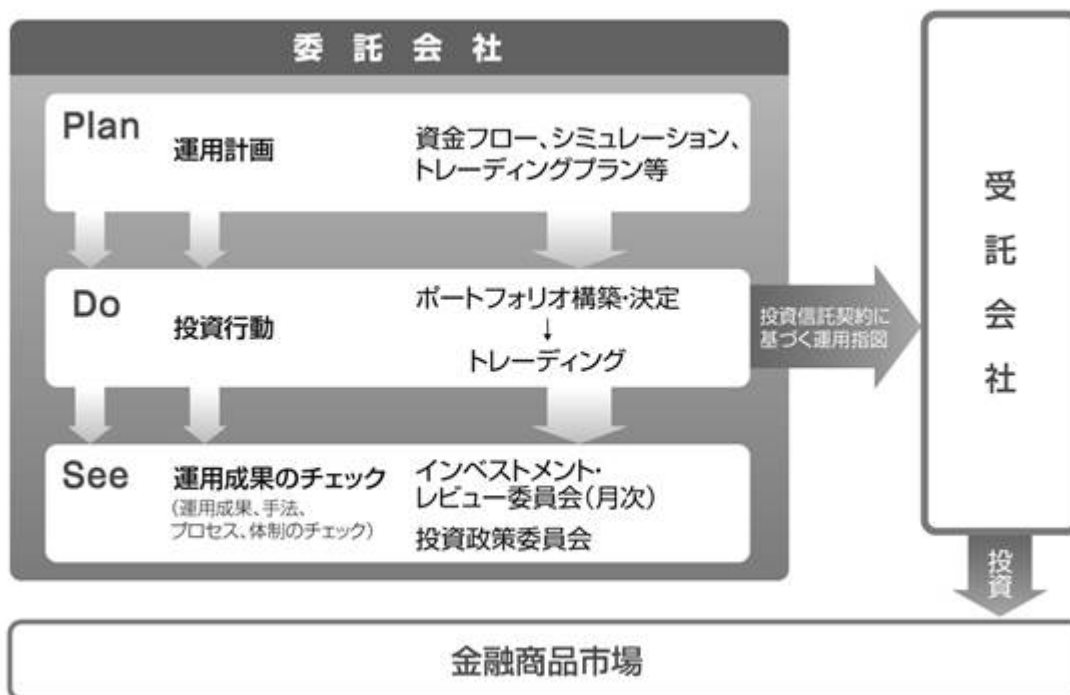 委託会社
Plan
運用計画
資金フロー、シミュレーション、
トレーディングプラン等
Do
投資行動
ポートフォリオ構築・決定
↓
トレーディング
See
運用成果のチェック
(運用成果、手法、
プロセス、体制のチェック)
インベストメント・
レビュー委員会(月次)
投資政策委員会
投資信託契約に
基づく運用指図
受託会社
投資
金融商品市場